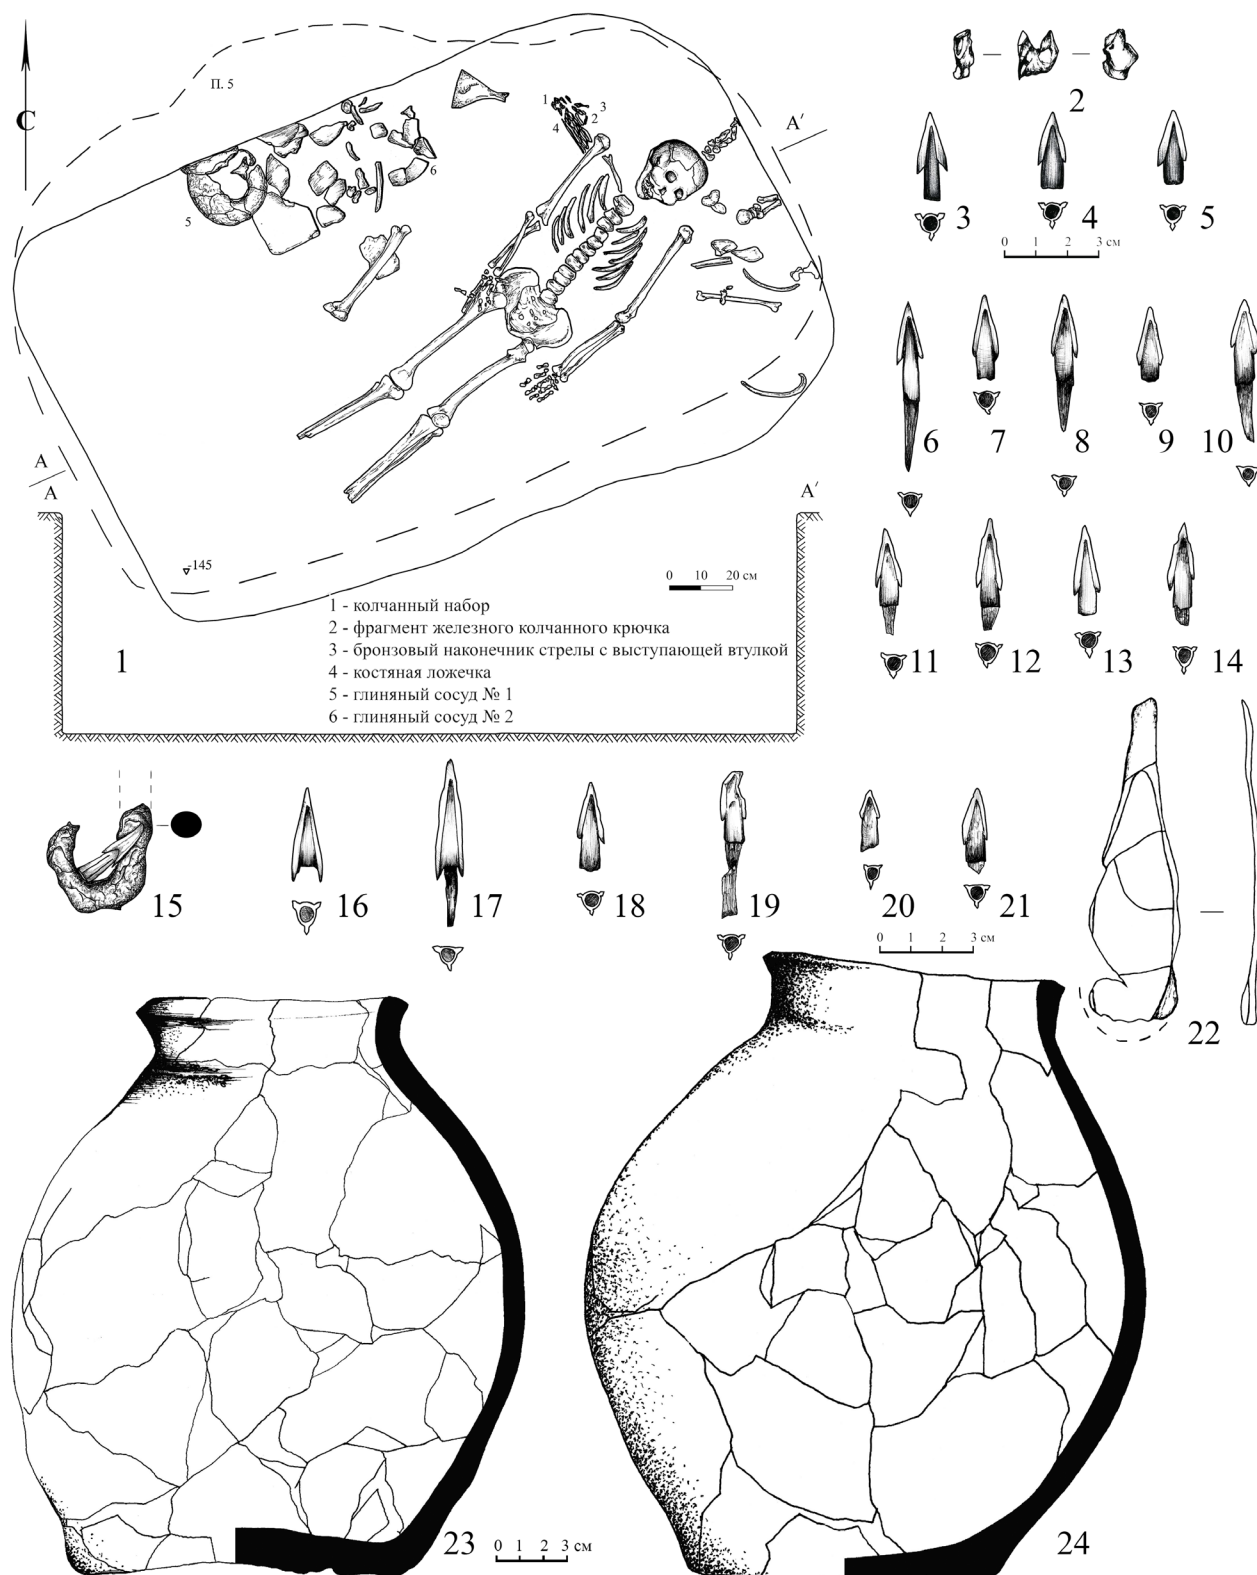 С
П. 5
1
3
2
4
5
6
А′
А
А
А′
-145
0 10 20 см
1
1 - колчанный набор
2 - фрагмент железного колчанного крючка
3 - бронзовый наконечник стрелы с выступающей втулкой
4 - костяная ложечка
5 - глиняный сосуд № 1
6 - глиняный сосуд № 2
2
3 4 5
0 1 2 3 см
6 7 8 9 10
11 12 13 14
15 16 17 18 19 20 21
0 1 2 3 см
22
23
0 1 2 3 см
24